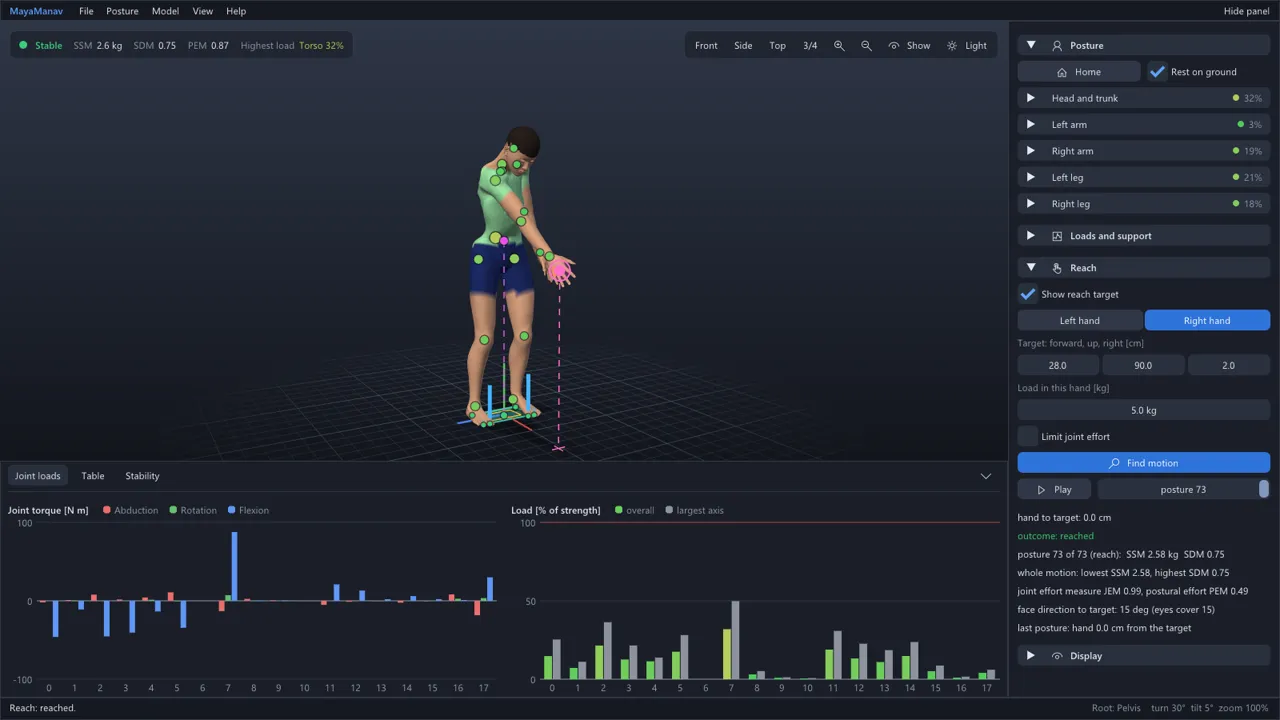 MayaManav File Posture Model View Help Hide panel
Stable SSM 2.6 kg SDM 0.75 PEM 0.87 Highest load Torso 32%
Front Side Top 3/4 Show Light
Posture
Home Rest on ground
Head and trunk 32%
Left arm 3%
Right arm 19%
Left leg 21%
Right leg 18%
Loads and support
Reach
Show reach target
Left hand Right hand
Target: forward, up, right [cm]
28.0 90.0 2.0
Load in this hand [kg]
5.0 kg
Limit joint effort
Find motion
Play posture 73
hand to target: 0.0 cm
outcome: reached
posture 73 of 73 (reach): SSM 2.58 kg SDM 0.75
whole motion: lowest SSM 2.58, highest SDM 0.75
joint effort measure JEM 0.99, postural effort PEM 0.49
face direction to target: 15 deg (eyes cover 15)
last posture: hand 0.0 cm from the target
Display
Joint loads Table Stability
Joint torque [N m] Abduction Rotation Flexion
100
0
-100
0 1 2 3 4 5 6 7 8 9 10 11 12 13 14 15 16 17
Load [% of strength] overall largest axis
100
50
0
0 1 2 3 4 5 6 7 8 9 10 11 12 13 14 15 16 17
Reach: reached. Root: Pelvis turn 30° tilt 5° zoom 100%